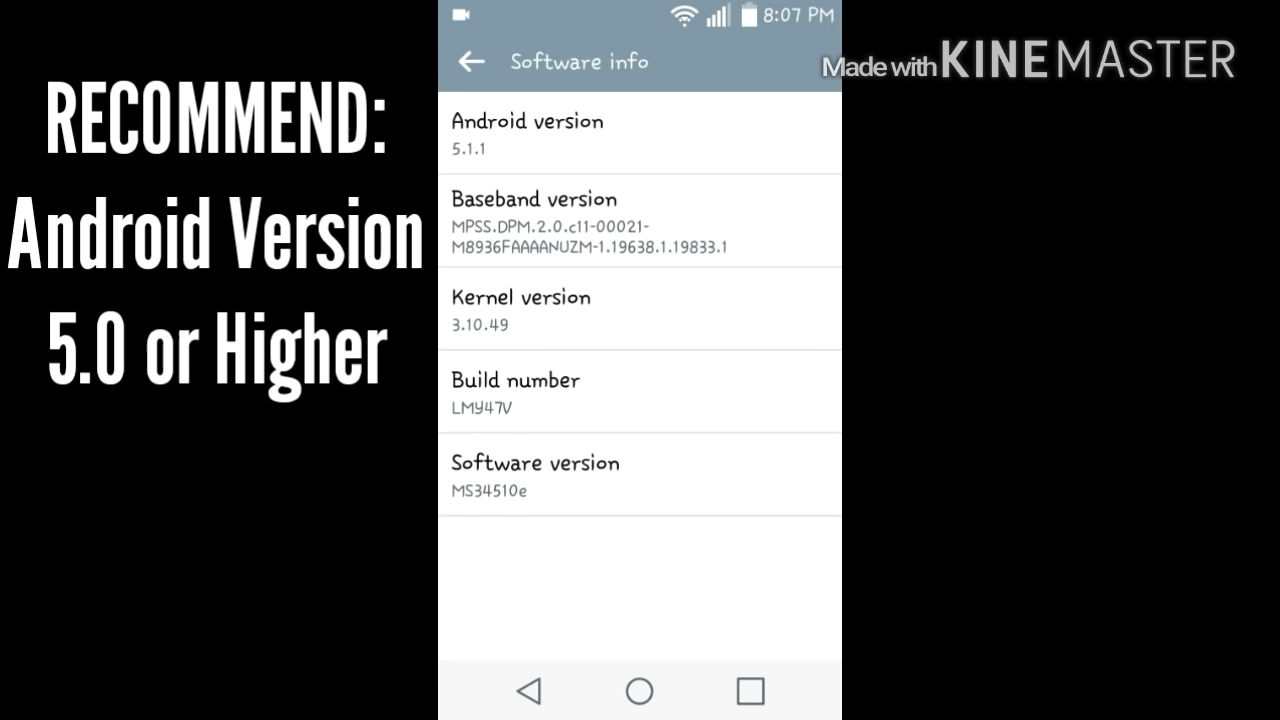 RECOMMEND:
Android Version
5.0 or Higher
8:07 PM
Software info
Made with KINEMASTER
Android version
5.1.1
Baseband version
MPSS.DPM.2.0.c11-00021-
M8936FAAAANUZM-1.19638.1.19833.1
Kernel version
3.10.49
Build number
LMY47V
Software version
MS34510e